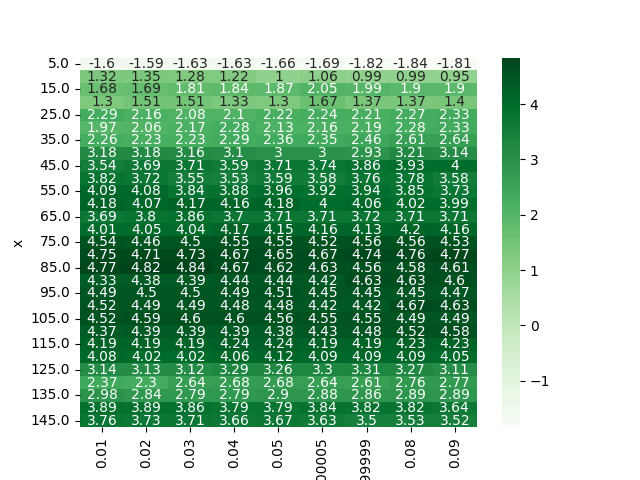 5.0 -1.6 -1.59 -1.63 -1.63 -1.66 -1.69 -1.82 -1.84 -1.81
1.32 1.35 1.28 1.22 1 1.06 0.99 0.99 0.95
15.0 1.68 1.69 1.81 1.84 1.87 2.05 1.99 1.9 1.9
1.3 1.51 1.51 1.33 1.3 1.67 1.37 1.37 1.4
25.0 2.29 2.16 2.08 2.1 2.22 2.24 2.21 2.27 2.33
1.97 2.06 2.17 2.28 2.13 2.16 2.19 2.28 2.33
35.0 2.26 2.23 2.23 2.29 2.36 2.35 2.46 2.61 2.64
3.18 3.18 3.16 3.1 3 3 2.93 3.21 3.14
45.0 3.54 3.69 3.71 3.59 3.71 3.74 3.86 3.93 4
3.82 3.72 3.55 3.53 3.59 3.58 3.76 3.78 3.58
55.0 4.09 4.08 3.84 3.88 3.96 3.92 3.94 3.85 3.73
4.18 4.07 4.17 4.16 4.18 4 4.06 4.02 3.99
65.0 3.69 3.8 3.86 3.7 3.71 3.71 3.72 3.71 3.71
4.01 4.05 4.04 4.17 4.15 4.16 4.13 4.2 4.16
75.0 4.54 4.46 4.5 4.55 4.55 4.52 4.56 4.56 4.53
x
4.75 4.71 4.73 4.67 4.65 4.67 4.74 4.76 4.77
85.0 4.77 4.82 4.84 4.67 4.62 4.63 4.56 4.58 4.61
4.33 4.38 4.39 4.44 4.44 4.42 4.63 4.63 4.6
95.0 4.49 4.5 4.5 4.49 4.51 4.45 4.45 4.45 4.47
4.52 4.49 4.49 4.48 4.48 4.42 4.42 4.67 4.63
105.0 4.52 4.59 4.6 4.6 4.56 4.55 4.55 4.49 4.49
4.37 4.39 4.39 4.39 4.38 4.43 4.48 4.52 4.58
115.0 4.19 4.19 4.19 4.24 4.24 4.19 4.19 4.23 4.23
4.08 4.02 4.02 4.06 4.12 4.09 4.09 4.09 4.05
125.0 3.14 3.13 3.12 3.29 3.26 3.3 3.31 3.27 3.11
2.37 2.3 2.64 2.68 2.68 2.64 2.61 2.76 2.77
135.0 2.98 2.84 2.79 2.79 2.9 2.88 2.86 2.89 2.89
3.89 3.89 3.86 3.79 3.79 3.84 3.82 3.82 3.64
145.0 3.76 3.73 3.71 3.66 3.67 3.63 3.5 3.53 3.52
0.01 0.02 0.03 0.04 0.05 00005 99999 0.08 0.09
4
3
2
1
0
−1